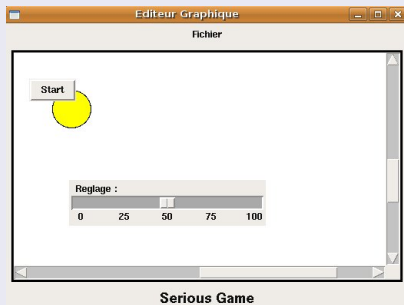 Editeur Graphique
Fichier
Start
Reglage :
0 25 50 75 100
Serious Game